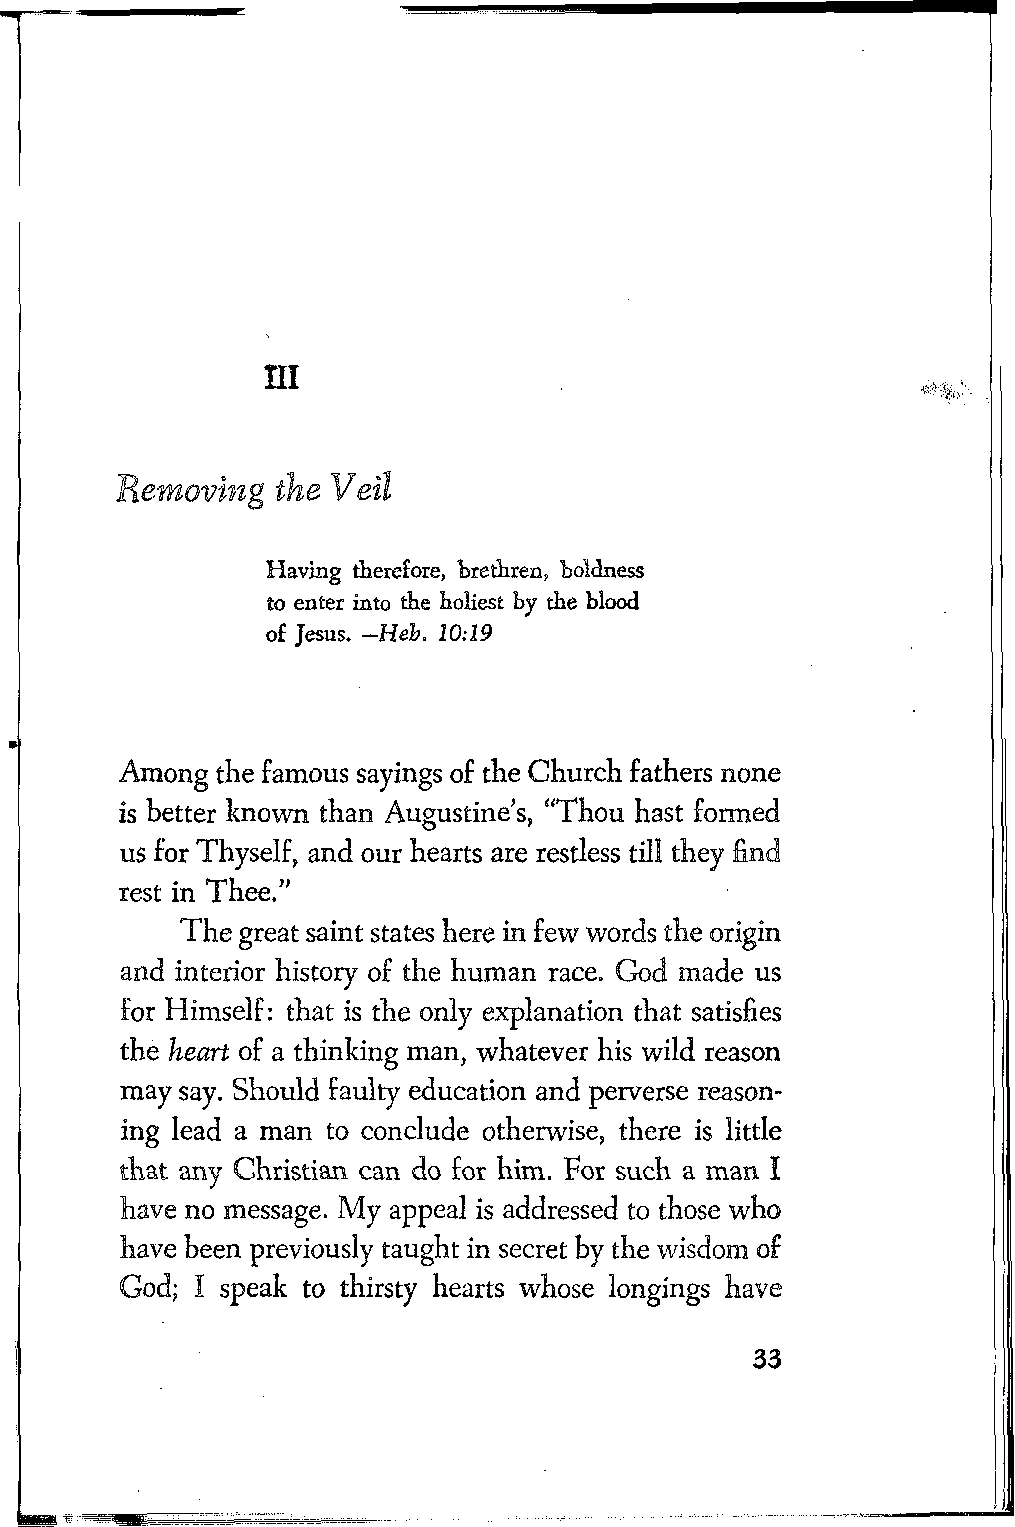 III
Removing the Veil
Having therefore, brethren, boldness
to enter into the holiest by the blood
of Jesus. —Heb. 10:19
Among the famous sayings of the Church fathers none
is better known than Augustine's, "Thou hast formed
us for Thyself, and our hearts are restless till they find
rest in Thee."
The great saint states here in few words the origin
and interior history of the human race. God made us
for Himself: that is the only explanation that satisfies
the heart of a thinking man, whatever his wild reason
may say. Should faulty education and perverse reason-
ing lead a man to conclude otherwise, there is little
that any Christian can do for him. For such a man I
have no message. My appeal is addressed to those who
have been previously taught in secret by the wisdom of
God; I speak to thirsty hearts whose longings have
33